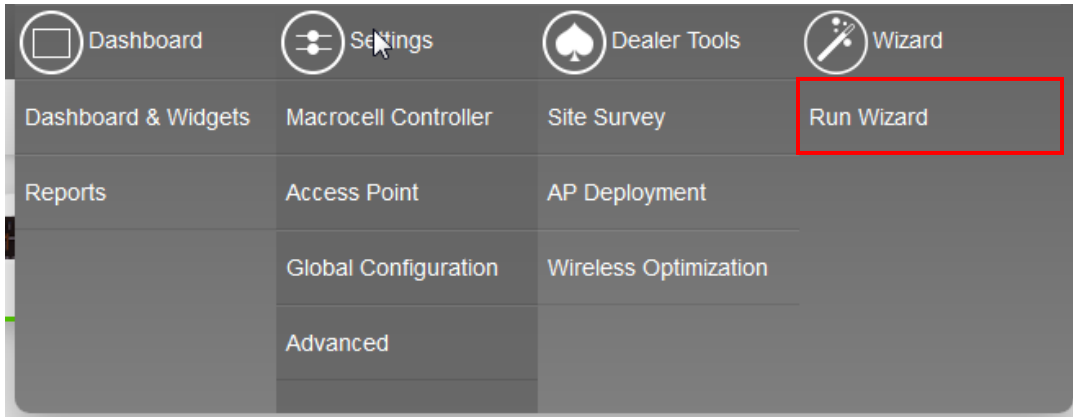 Dashboard Settings Dealer Tools Wizard
Dashboard & Widgets Macrocell Controller Site Survey Run Wizard
Reports Access Point AP Deployment
Global Configuration Wireless Optimization
Advanced